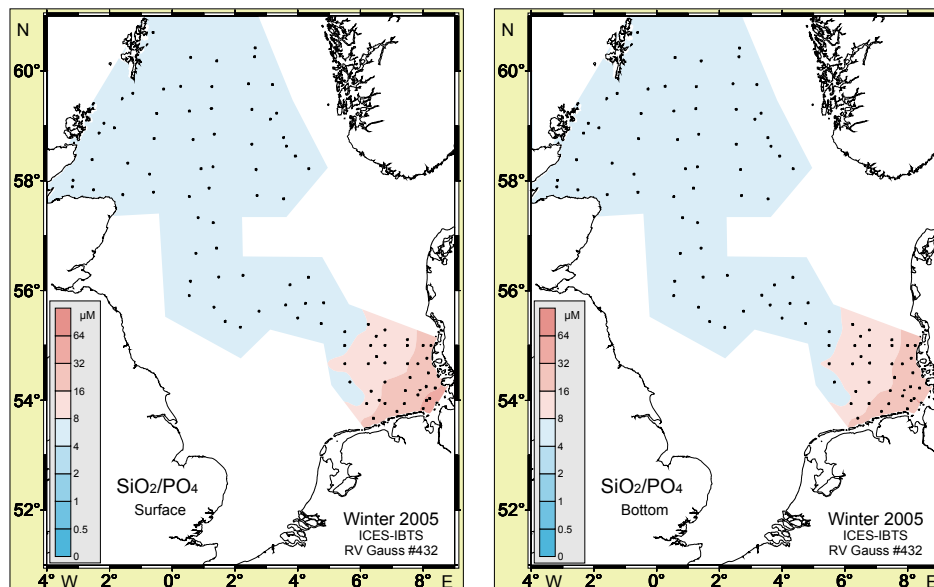 N
60°
58°
56°
54°
52°
4°
W
2°
0°
2°
4°
6°
8°
E
µM
64
32
16
8
4
2
1
0.5
0
SiO2/PO4
Surface
Winter 2005
ICES-IBTS
RV Gauss #432
N
60°
58°
56°
54°
52°
4°
W
2°
0°
2°
4°
6°
8°
E
µM
64
32
16
8
4
2
1
0.5
0
SiO2/PO4
Bottom
Winter 2005
ICES-IBTS
RV Gauss #432